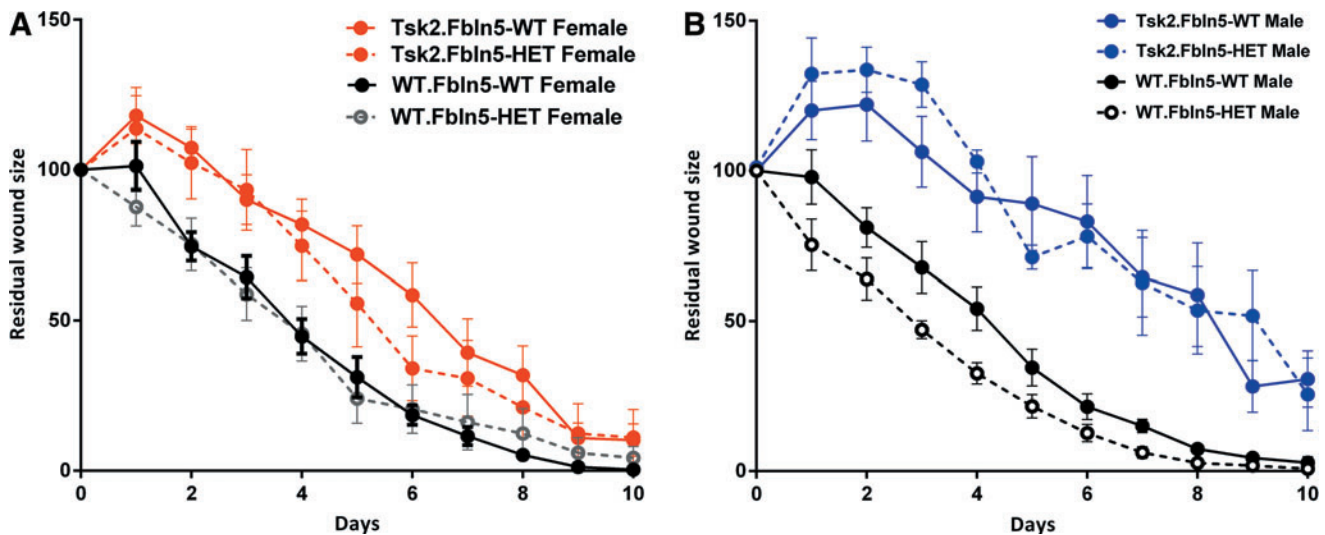 A
Tsk2.Fbln5-WT Female
Tsk2.Fbln5-HET Female
WT.Fbln5-WT Female
WT.Fbln5-HET Female
Residual wound size
150
100
50
0
0 2 4 6 8 10
Days
B
Tsk2.Fbln5-WT Male
Tsk2.Fbln5-HET Male
WT.Fbln5-WT Male
WT.Fbln5-HET Male
Residual wound size
150
100
50
0
0 2 4 6 8 10
Days